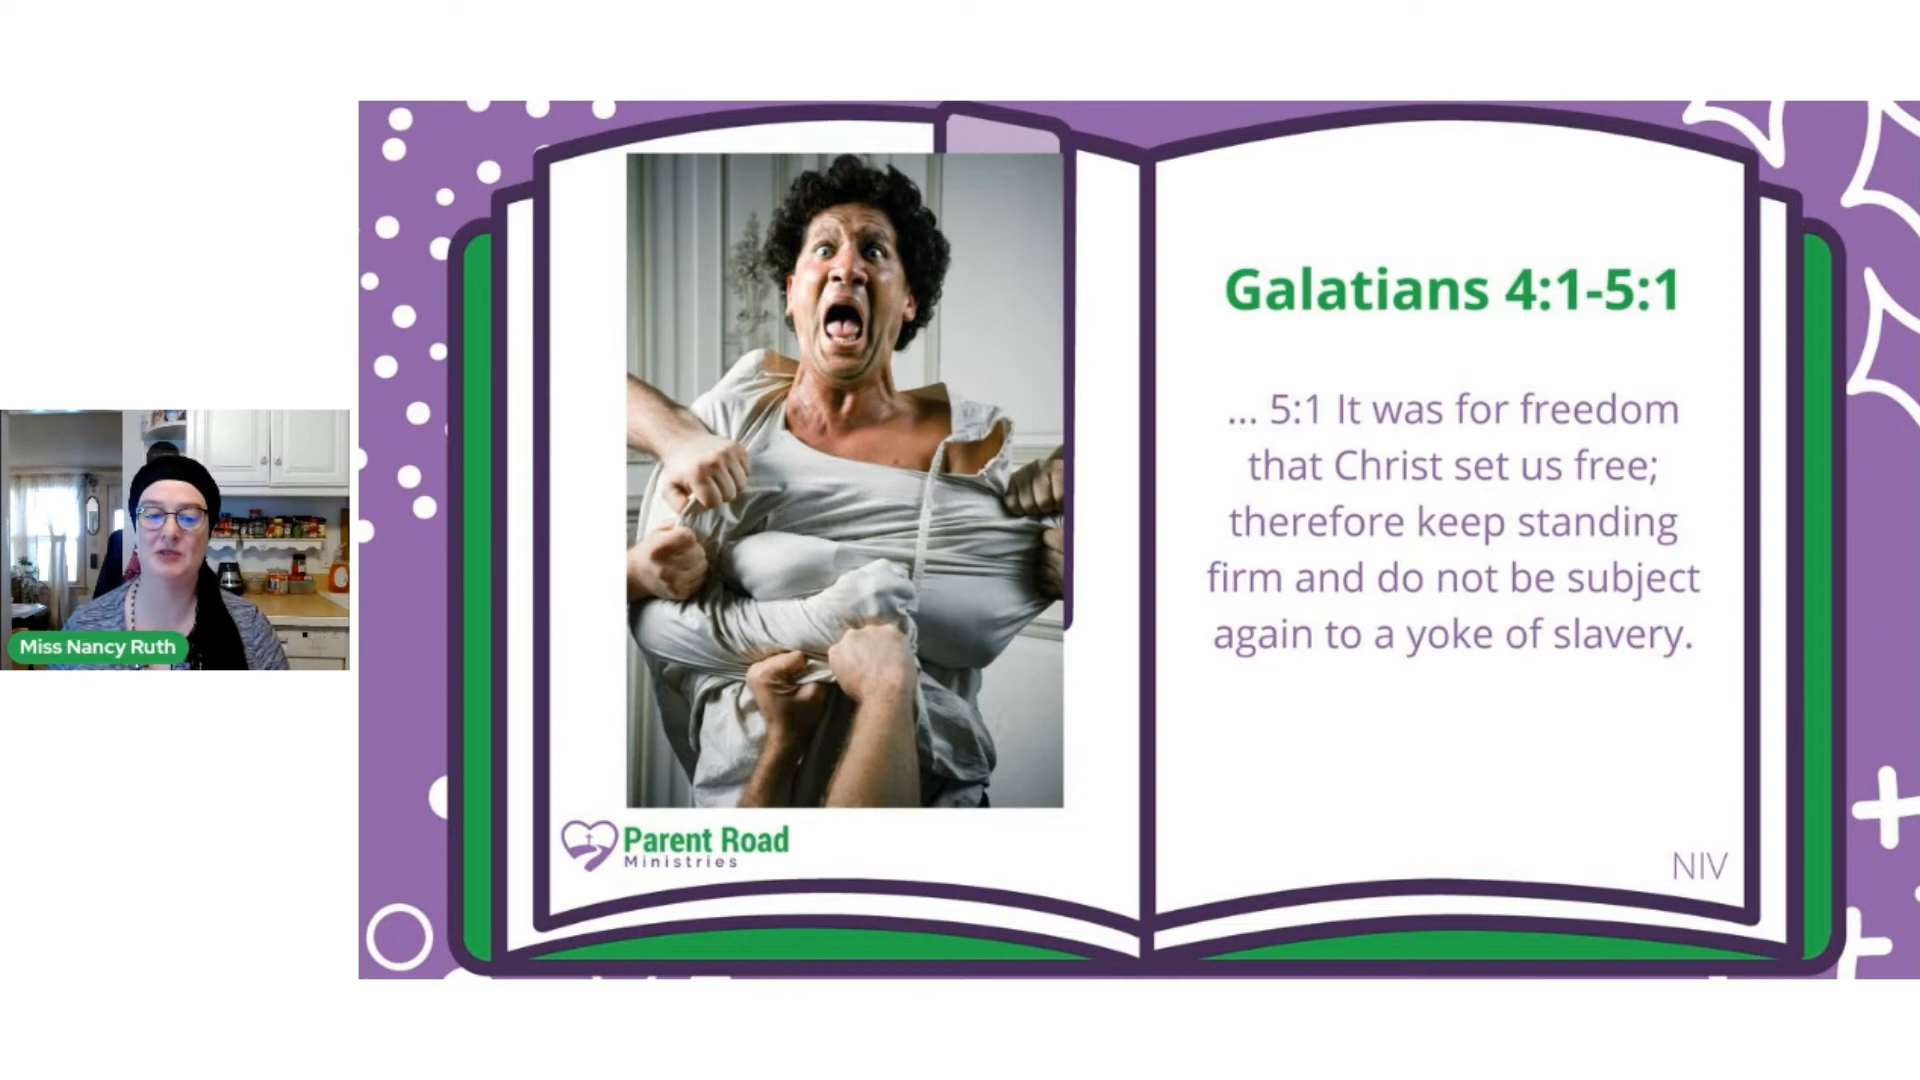 Miss Nancy Ruth
Parent Road
Ministries
Galatians 4:1-5:1
... 5:1 It was for freedom
that Christ set us free;
therefore keep standing
firm and do not be subject
again to a yoke of slavery.
NIV